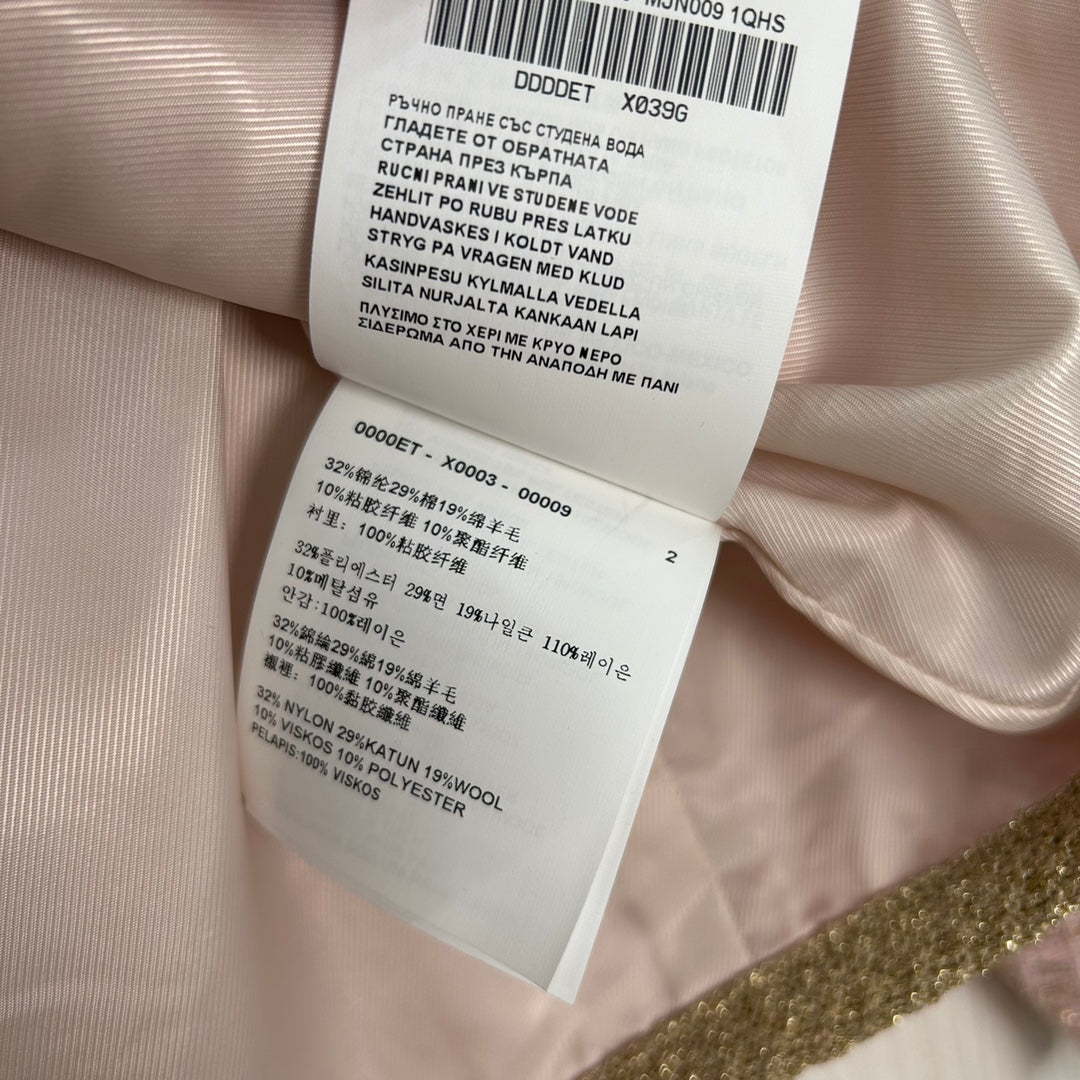 MJN009 1QHS
DDDDET X039G
РЪЧНО ПРАНЕ СЪС СТУДЕНА ВОДА
ГЛАДЕТЕ ОТ ОБРАТНАТА
СТРАНА ПРЕЗ КЪРПА
RUCNI PRANI VE STUDENE VODE
ZEHLIT PO RUBU PRES LATKU
HANDVASKES I KOLDT VAND
STRYG PA VRAGEN MED KLUD
KASINPESU KYLMALLA VEDELLA
SILITA NURJALTA KANKAAN LAPI
ΠΛΥΣΙΜΟ ΣΤΟ ΧΕΡΙ ΜΕ ΚΡΥΟ ΝΕΡΟ
ΣΙΔΕΡΩΜΑ ΑΠΟ ΤΗΝ ΑΝΑΠΟΔΗ ΜΕ ΠΑΝΙ
0000ET - X0003 - 00009
2
32%锦纶29%棉19%绵羊毛
10%粘胶纤维 10%聚酯纤维
衬里：100%粘胶纤维
32%플리에스터 29%면 19%나일큰 110%레이은
10%메탈섬유
안감:100%레이은
32%錦綸29%綿19%綿羊毛
10%粘膠纖維 10%聚酯纖維
襯裡：100%黏胶纖維
32% NYLON 29%KATUN 19%WOOL
10% VISKOS 10% POLYESTER
PELAPIS:100% VISKOS